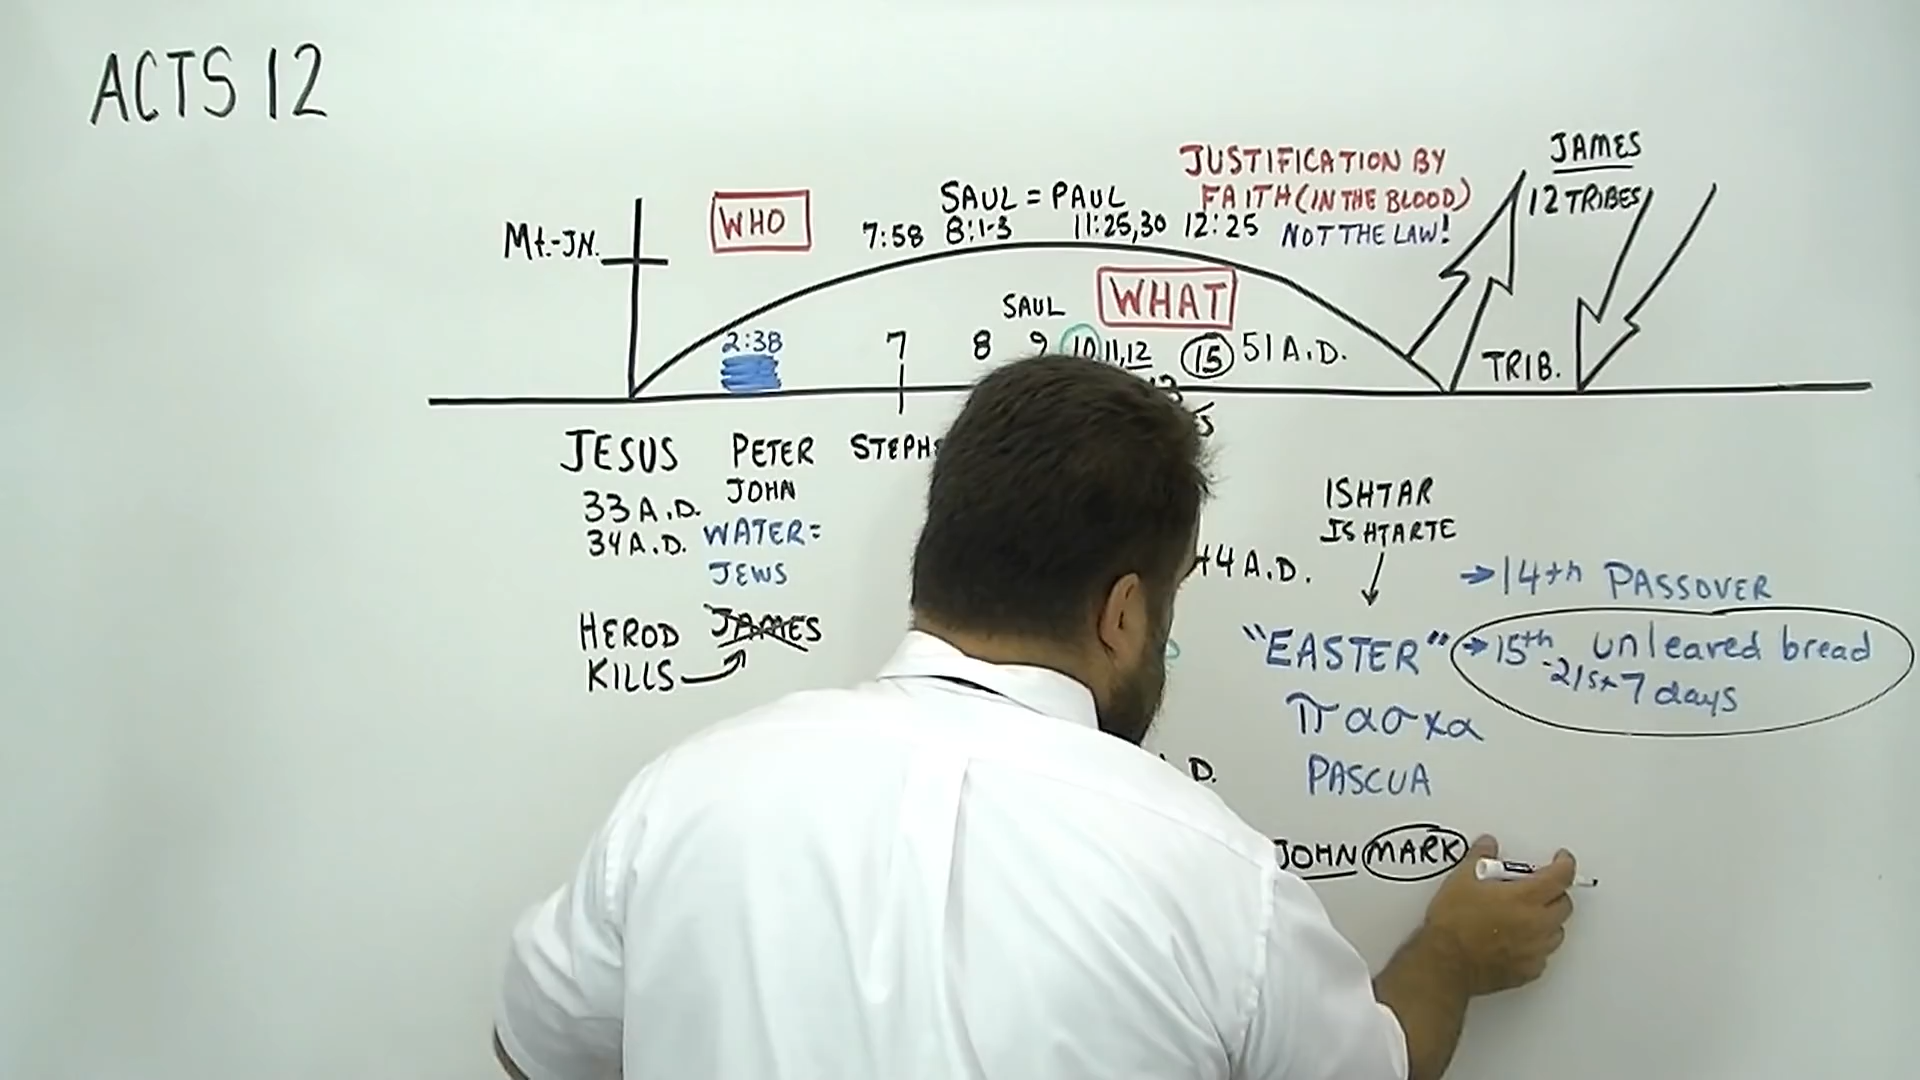 ACTS 12
JAMES
12 TRIBES
JUSTIFICATION BY
FAITH (IN THE BLOOD)
NOT THE LAW!
SAUL = PAUL
7:58 8:1-3 11:25,30 12:25
Mt.-JN.
WHO
WHAT
SAUL
2:38 7 8 9 10 11,12 15 51 A.D.
TRIB.
JESUS
33 A.D.
34 A.D.
PETER
JOHN
WATER=
JEWS
HEROD
KILLS
JAMES
ISHTAR
ISHTARTE
4 A.D.
14th PASSOVER
"EASTER"
15th unleared bread
-21st 7 days
πασχα
PASCUA
D.
JOHN MARK